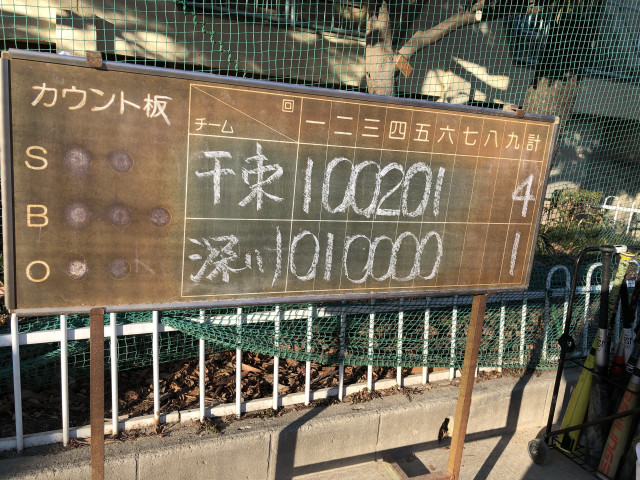 カウント板
S
B
O
回
チーム
一 二 三 四 五 六 七 八 九 計
干束 1 0 0 2 0 1 4
深川 0 1 0 0 0 0 1